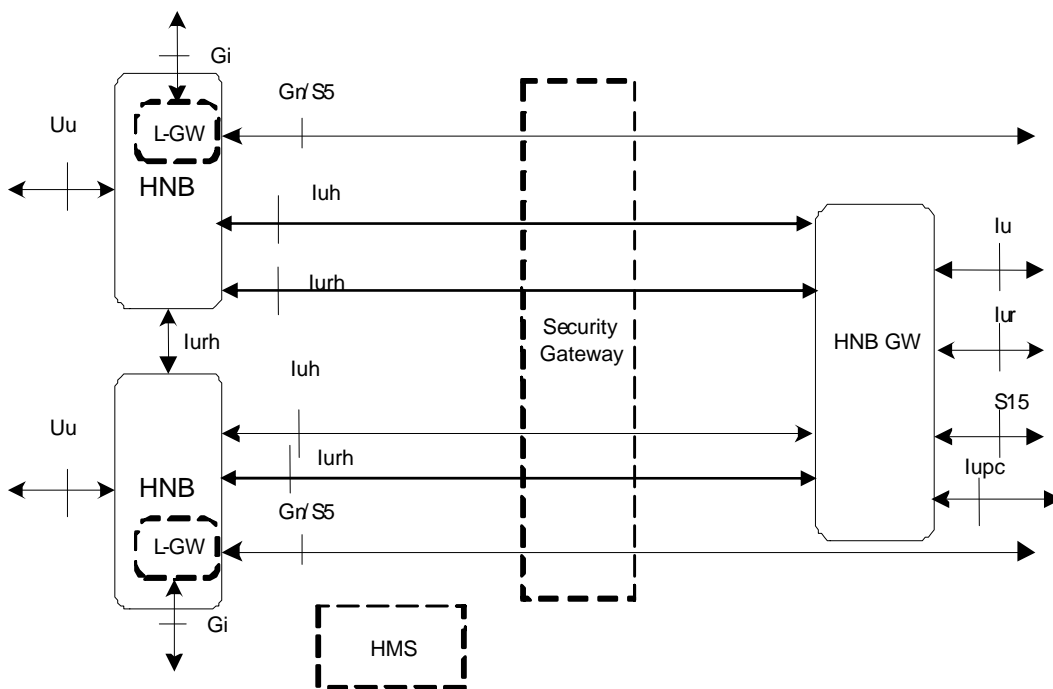 Gi
Gn/S5
Uu
L-GW
HNB
Iuh
Iu
Iurh
Security
Gateway
Iur
HNB GW
Iurh
Iuh
S15
Uu
Iurh
Iupc
HNB
Gn/S5
L-GW
Gi
HMS